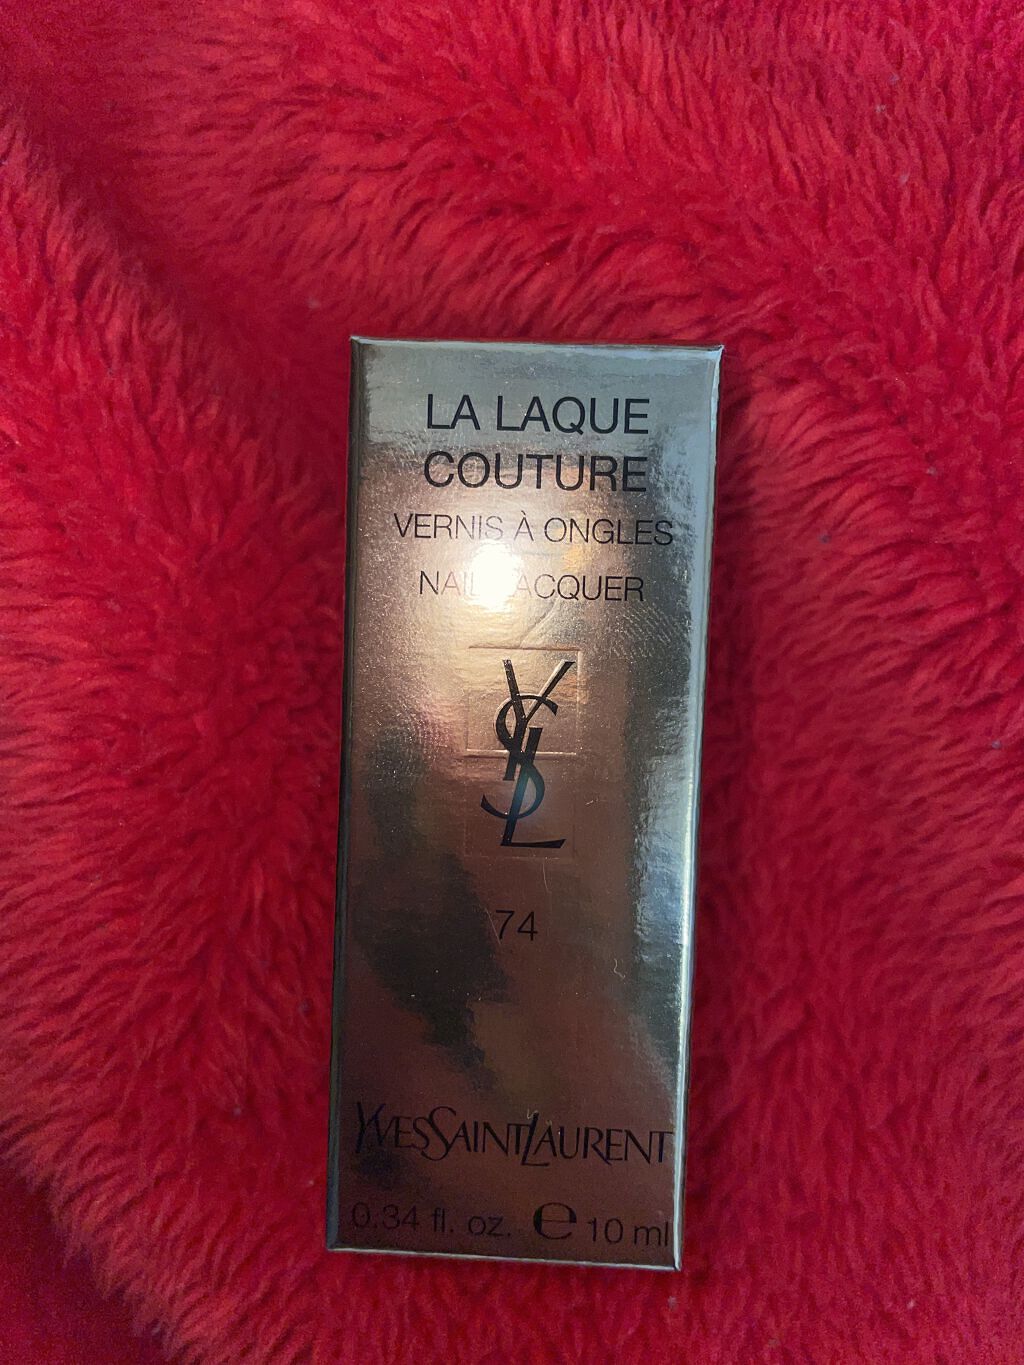 LA LAQUE
COUTURE
VERNIS À ONGLES
NAIL LACQUER
YSL
74
YVESSAINTLAURENT
0.34 fl. oz. ℮ 10 ml